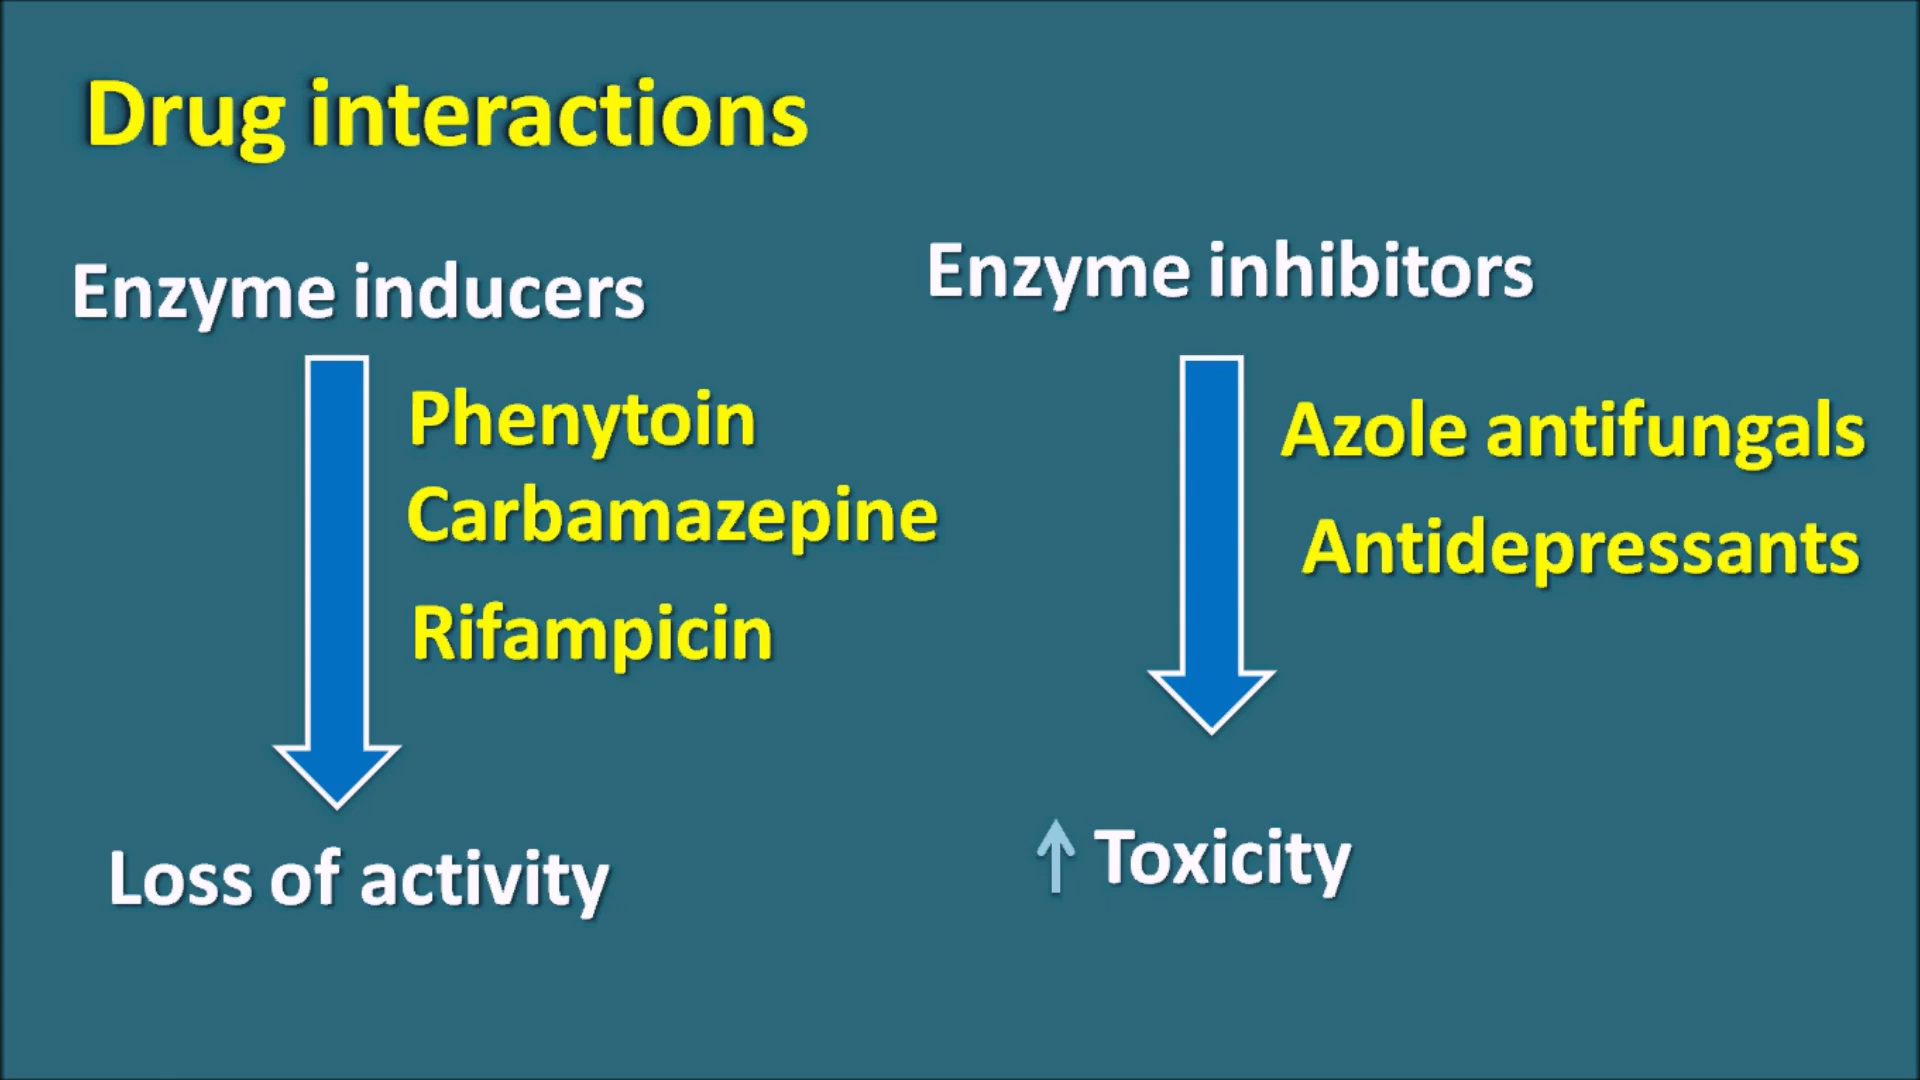 Drug interactions
Enzyme inducers
Phenytoin
Carbamazepine
Rifampicin
Loss of activity
Enzyme inhibitors
Azole antifungals
Antidepressants
↑ Toxicity